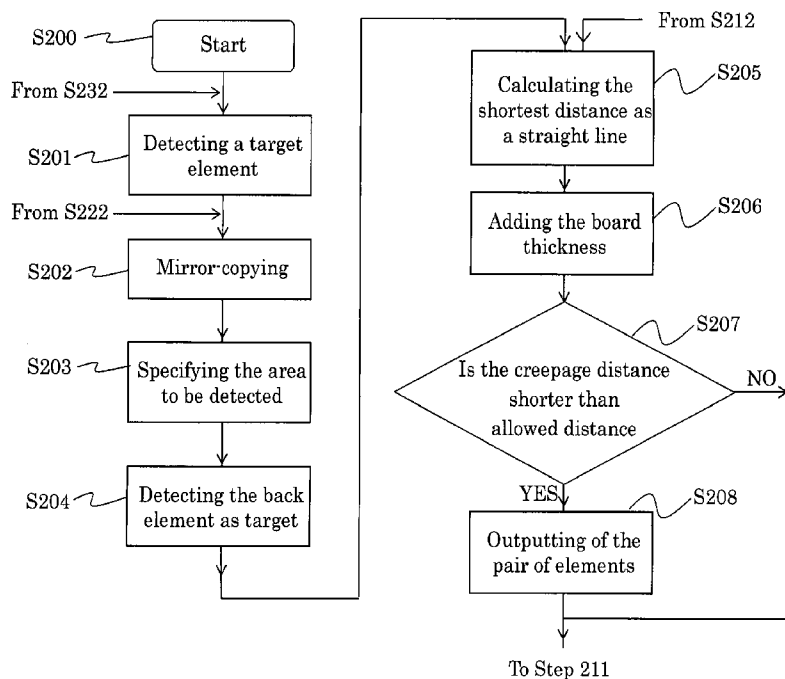 S200
Start
From S232
S201
Detecting a target
element
From S222
S202
Mirror-copying
S203
Specifying the area
to be detected
S204
Detecting the back
element as target
From S212
S205
Calculating the
shortest distance as
a straight line
S206
Adding the board
thickness
S207
Is the creepage distance
shorter than
allowed distance
NO
YES
S208
Outputting of the
pair of elements
To Step 211